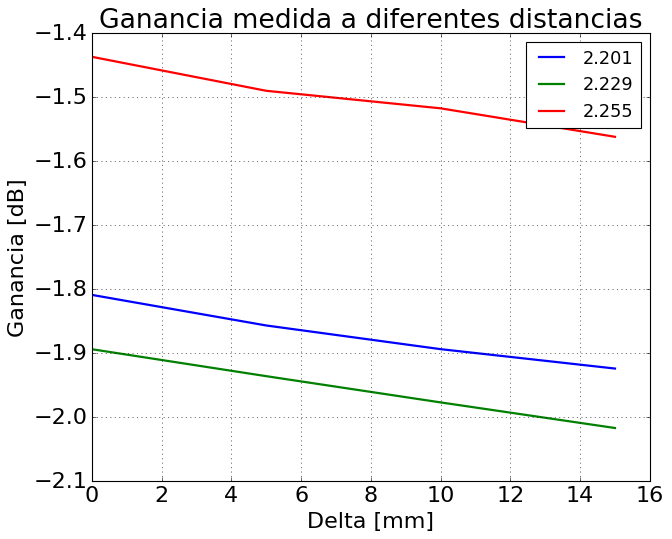 Ganancia medida a diferentes distancias
−1.4
−1.5
−1.6
−1.7
−1.8
−1.9
−2.0
−2.1
Ganancia [dB]
2.201
2.229
2.255
0 2 4 6 8 10 12 14 16
Delta [mm]